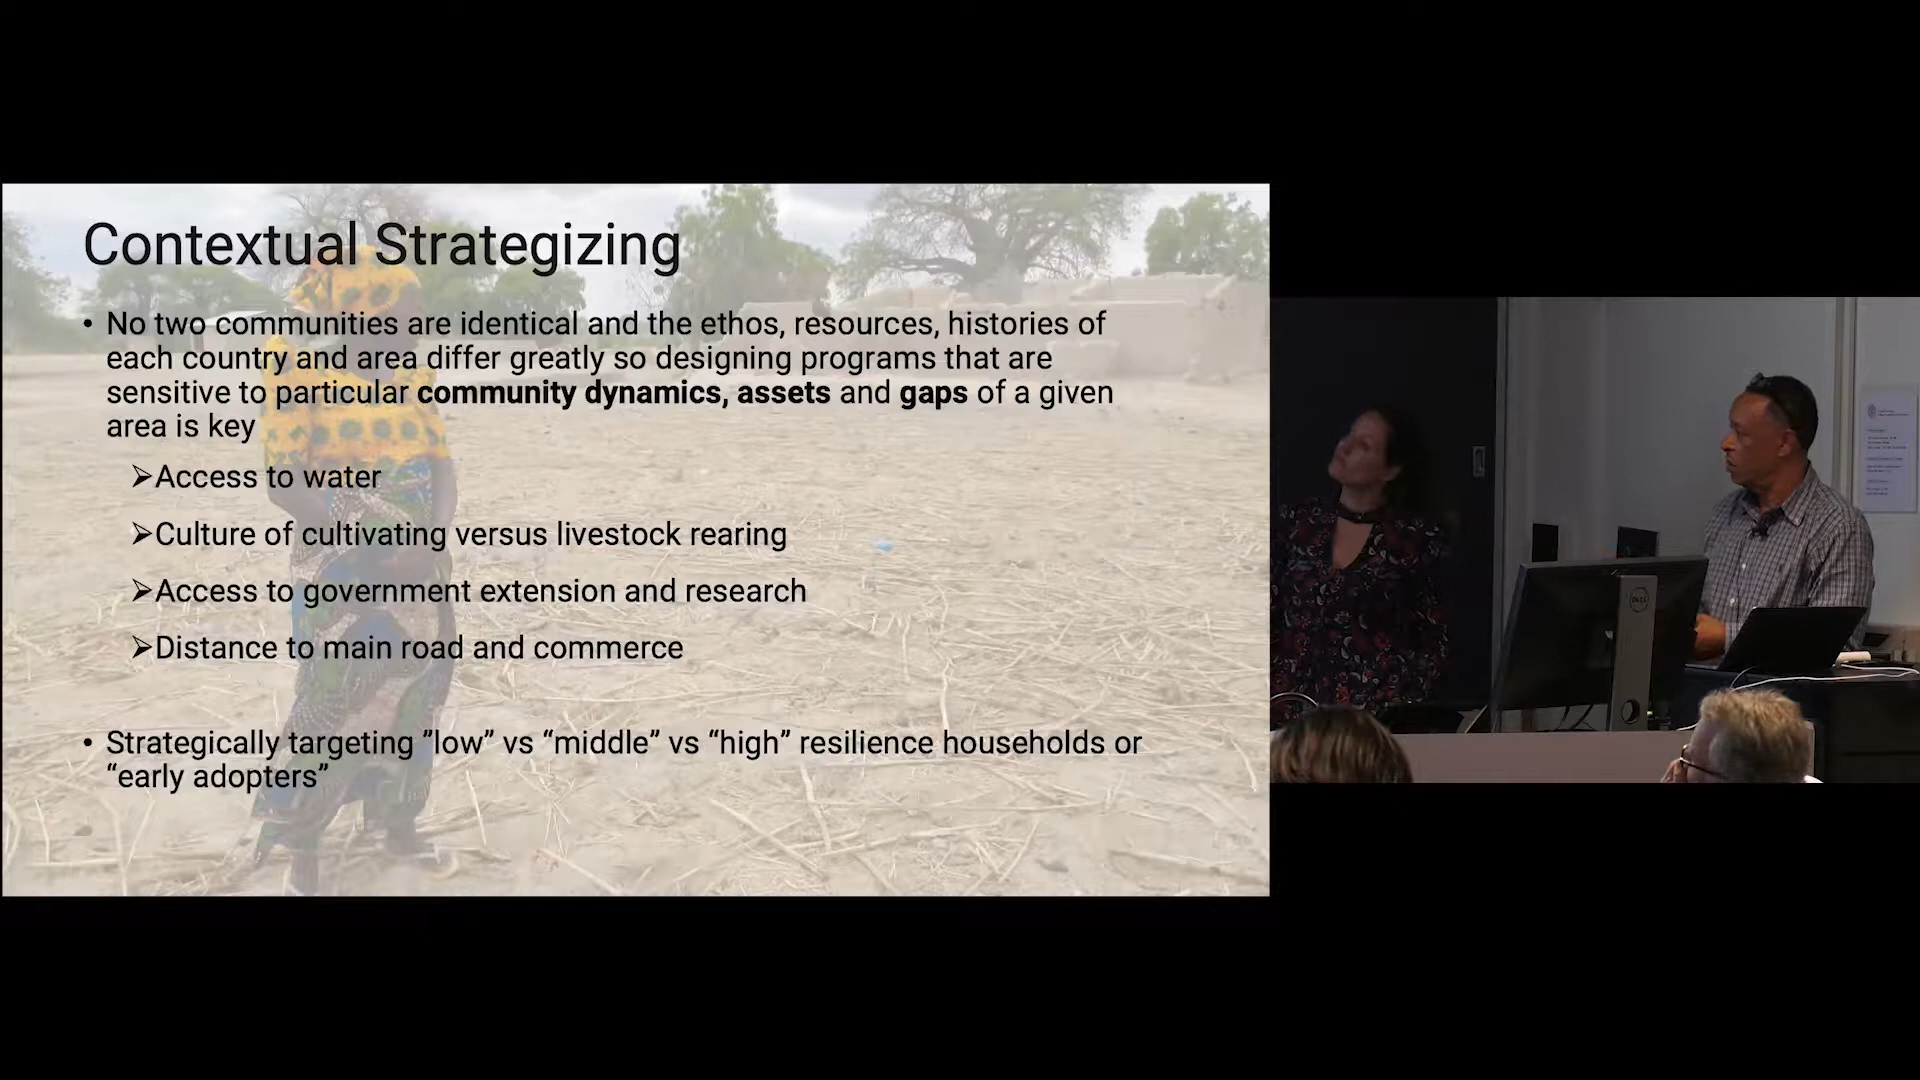 Contextual Strategizing
• No two communities are identical and the ethos, resources, histories of
each country and area differ greatly so designing programs that are
sensitive to particular community dynamics, assets and gaps of a given
area is key
➢Access to water
➢Culture of cultivating versus livestock rearing
➢Access to government extension and research
➢Distance to main road and commerce
• Strategically targeting ”low” vs “middle” vs “high” resilience households or
“early adopters”
DELL